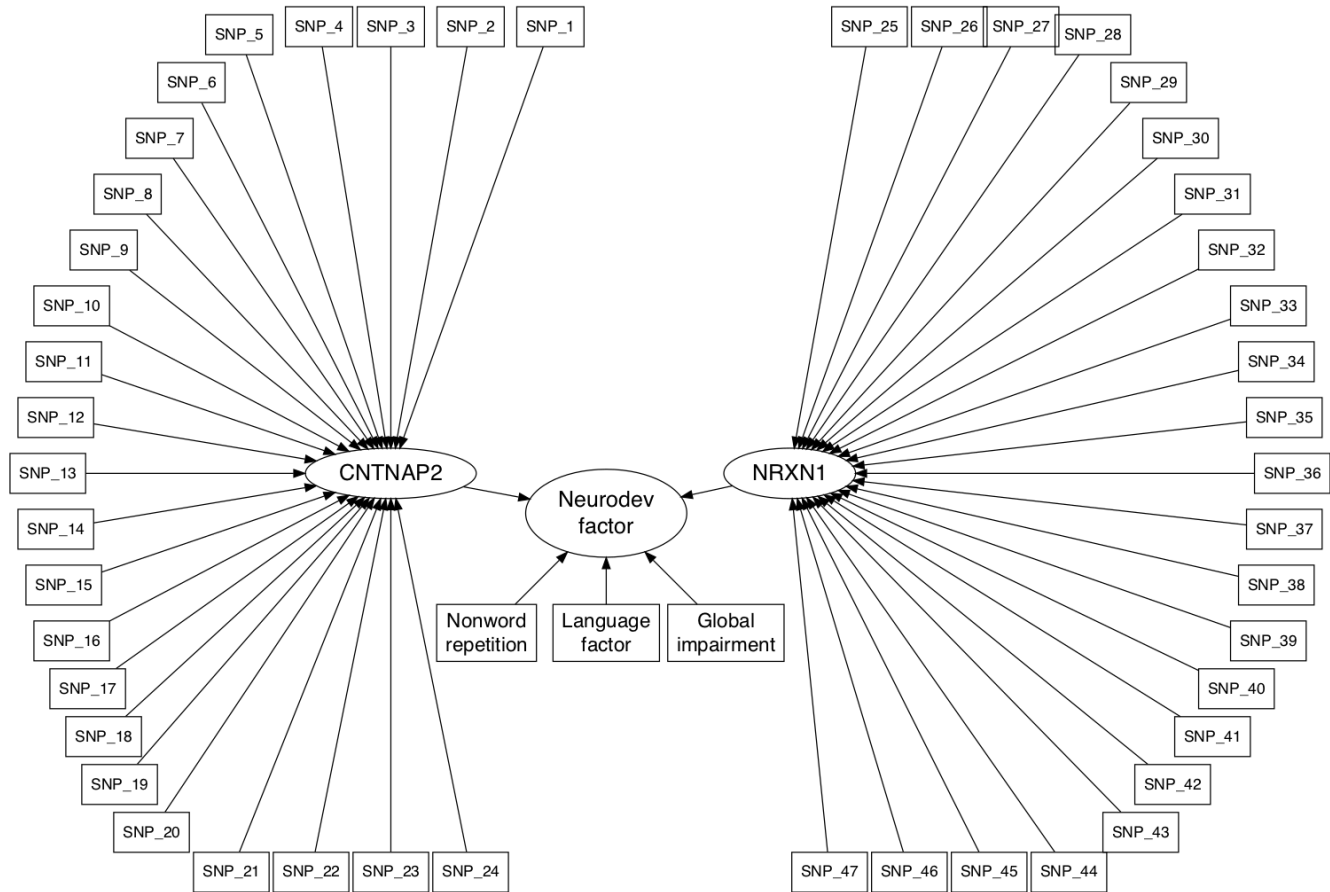 SNP_5
SNP_4
SNP_3
SNP_2
SNP_1
SNP_25
SNP_26
SNP_27
SNP_28
SNP_6
SNP_29
SNP_7
SNP_30
SNP_8
SNP_31
SNP_9
SNP_32
SNP_10
SNP_33
SNP_11
SNP_34
SNP_12
SNP_35
SNP_13
CNTNAP2
NRXN1
SNP_36
Neurodev
factor
SNP_14
SNP_37
SNP_15
SNP_38
Nonword
repetition
Language
factor
Global
impairment
SNP_16
SNP_39
SNP_17
SNP_40
SNP_18
SNP_41
SNP_19
SNP_42
SNP_20
SNP_43
SNP_21
SNP_22
SNP_23
SNP_24
SNP_47
SNP_46
SNP_45
SNP_44